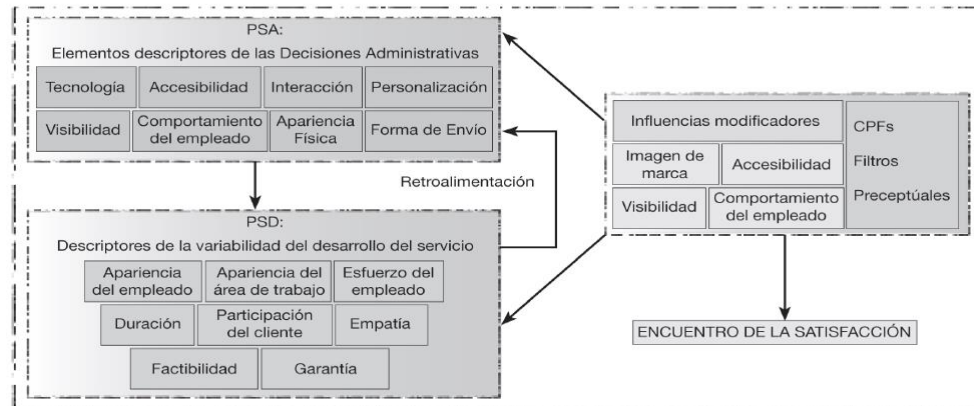 PSA:
Elementos descriptores de las Decisiones Administrativas
Tecnología
Accesibilidad
Interacción
Personalización
Visibilidad
Comportamiento
del empleado
Apariencia
Física
Forma de Envío
Retroalimentación
PSD:
Descriptores de la variabilidad del desarrollo del servicio
Apariencia
del empleado
Apariencia del
área de trabajo
Esfuerzo del
empleado
Duración
Participación
del cliente
Empatía
Factibilidad
Garantía
Influencias modificadores
Imagen de
marca
Accesibilidad
Visibilidad
Comportamiento
del empleado
CPFs
Filtros
Preceptúales
ENCUENTRO DE LA SATISFACCIÓN